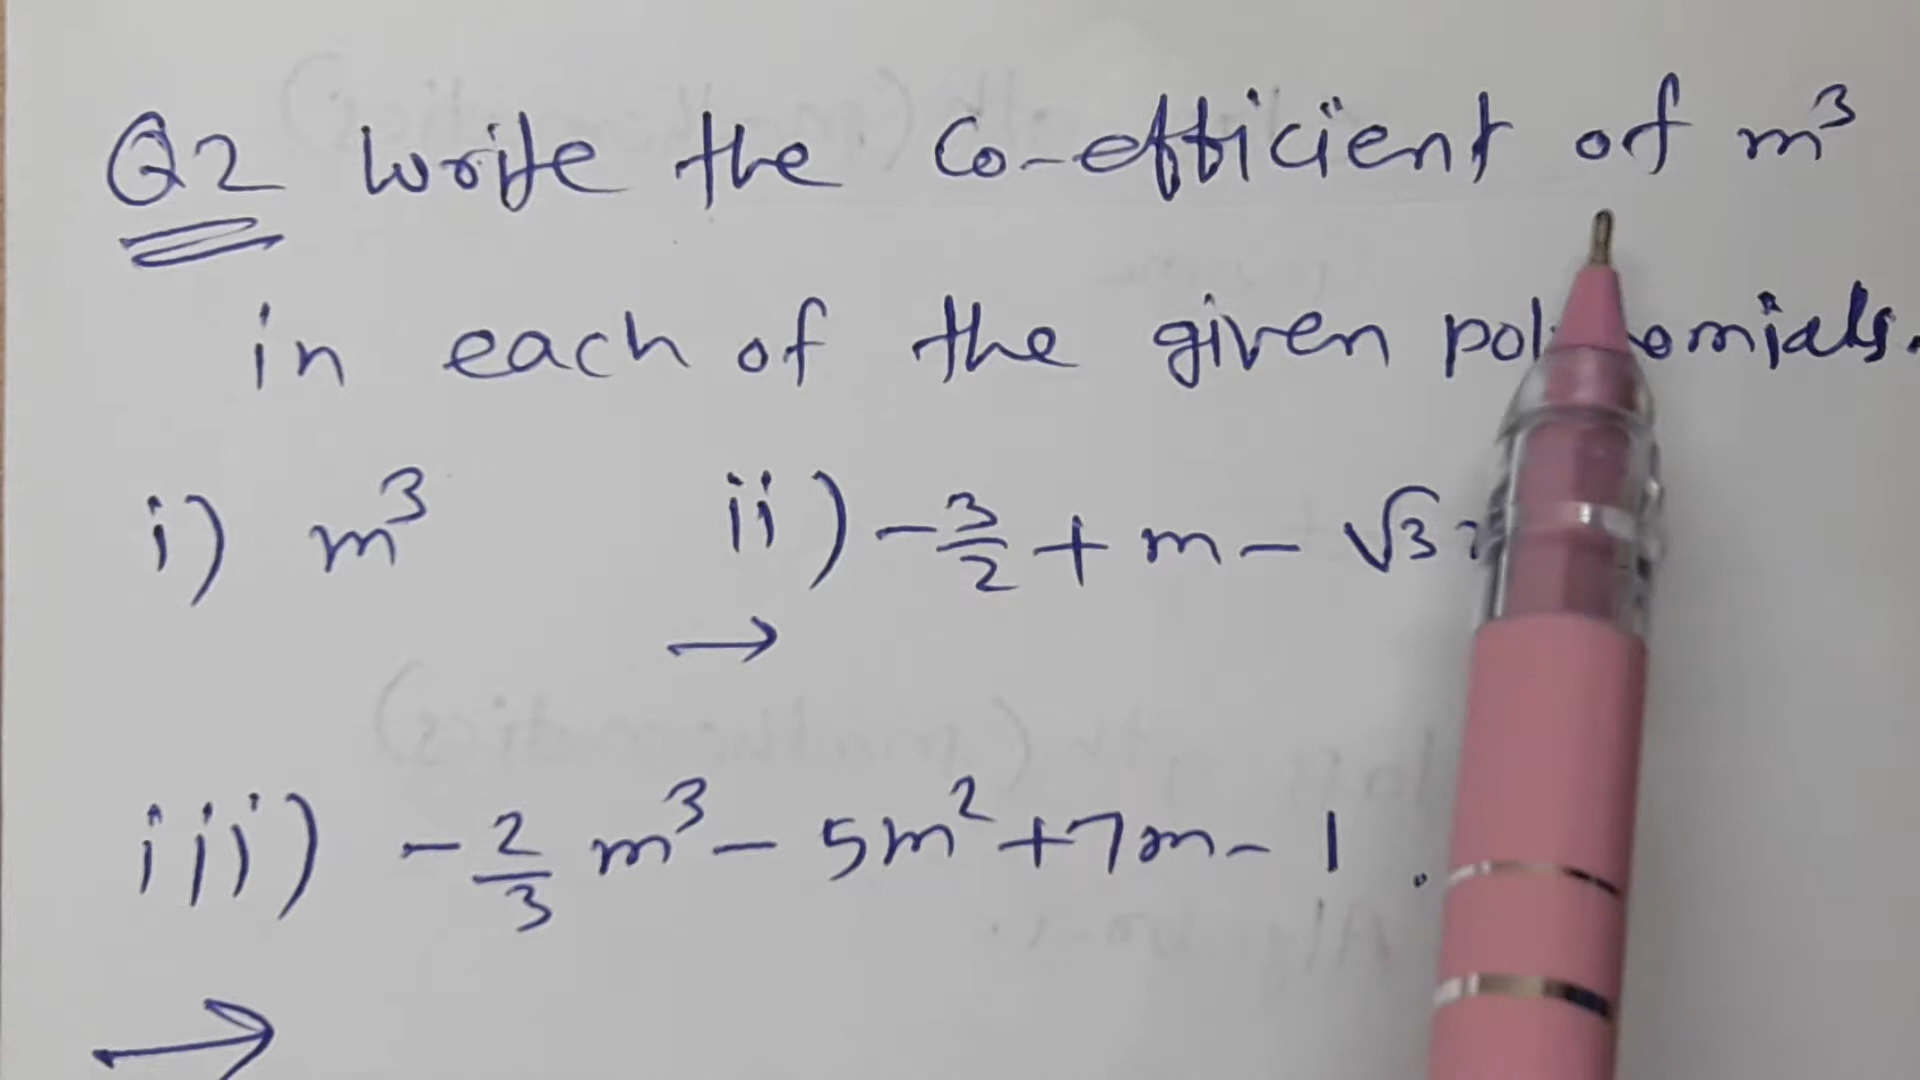 Q2 Write the Co-efficient of m³
in each of the given polynomials.
i) m³ ii) -3/2 + m - √3
→
iii) -2/3 m³ - 5m² + 7m - 1 .
→